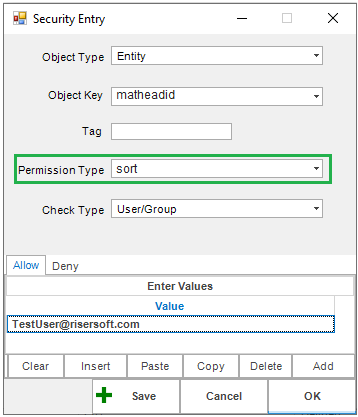 Security Entry
Object Type Entity
Object Key matheadid
Tag
Permission Type sort
Check Type User/Group
Allow Deny
Enter Values
Value
TestUser@risersoft.com
Clear Insert Paste Copy Delete Add
Save Cancel OK